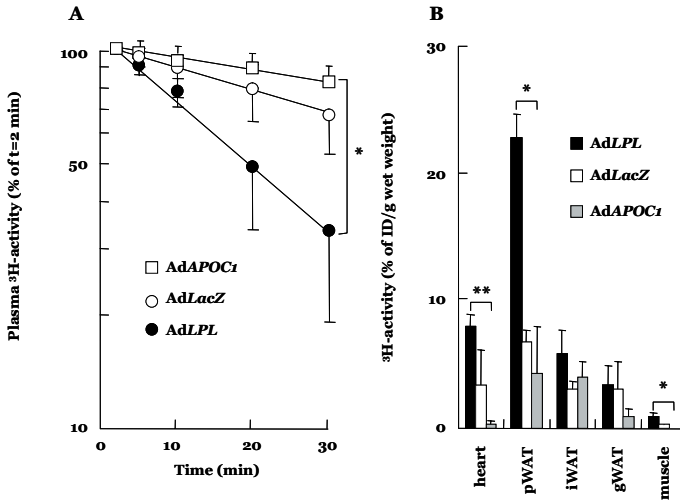 A
100
50
10
Plasma ³H-activity (% of t=2 min)
*
AdAPOC1
AdLacZ
AdLPL
0
10
20
30
Time (min)
B
30
20
10
0
³H-activity (% of ID/g wet weight)
AdLPL
AdLacZ
AdAPOC1
**
*
*
heart
pWAT
iWAT
gWAT
muscle